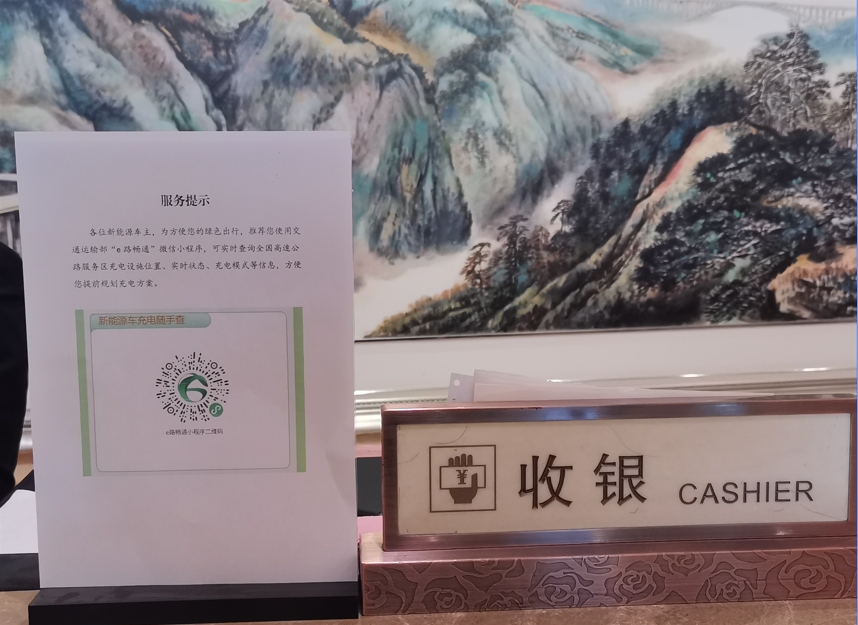 服务提示
各位新能源车主，为方便您的绿色出行，推荐您使用交
通运输部“e路畅通”微信小程序，可实时查询全国高速公
路服务区充电设施位置、实时状态、充电模式等信息，方便
您提前规划充电方案。
新能源车充电随手查
e路畅通小程序二维码
¥
收银 CASHIER